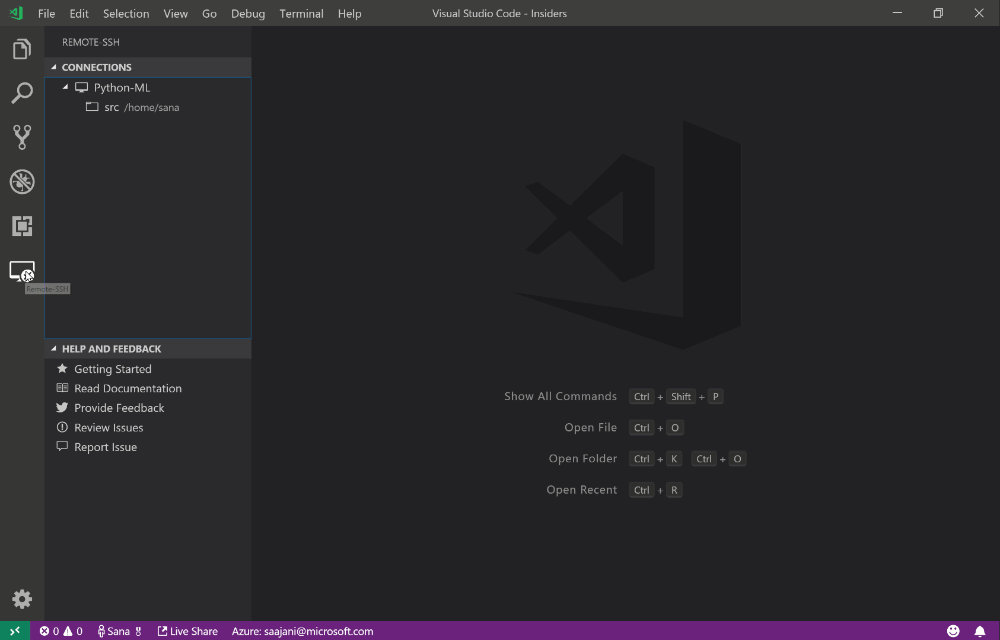 File Edit Selection View Go Debug Terminal Help Visual Studio Code - Insiders
REMOTE-SSH
CONNECTIONS
Python-ML
src /home/sana
Remote-SSH
HELP AND FEEDBACK
Getting Started
Read Documentation
Provide Feedback
Review Issues
Report Issue
Show All Commands Ctrl + Shift + P
Open File Ctrl + O
Open Folder Ctrl + K Ctrl + O
Open Recent Ctrl + R
0 0 Sana Live Share Azure: saajani@microsoft.com